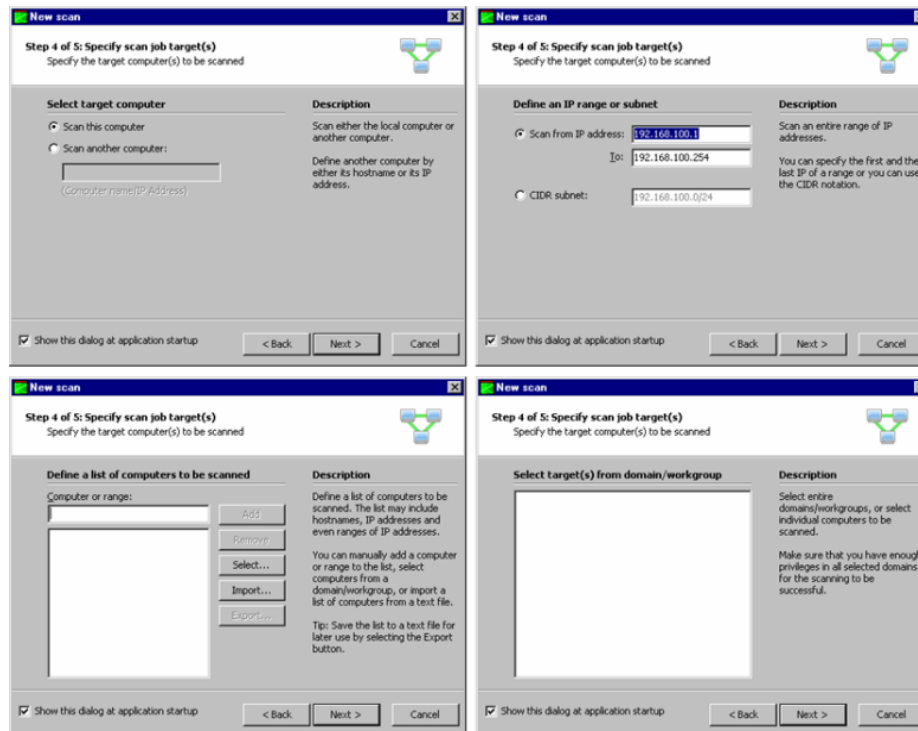 New scan
Step 4 of 5: Specify scan job target(s)
Specify the target computer(s) to be scanned
Select target computer
Scan this computer
Scan another computer:
(Computer name/IP Address)
Description
Scan either the local computer or
another computer.
Define another computer by
either its hostname or its IP
address.
Show this dialog at application startup
< Back
Next >
Cancel
New scan
Step 4 of 5: Specify scan job target(s)
Specify the target computer(s) to be scanned
Define an IP range or subnet
Scan from IP address: 192.168.100.1
To: 192.168.100.254
CIDR subnet: 192.168.100.0/24
Description
Scan an entire range of IP
addresses.
You can specify the first and the
last IP of a range or you can use
the CIDR notation.
Show this dialog at application startup
< Back
Next >
Cancel
New scan
Step 4 of 5: Specify scan job target(s)
Specify the target computer(s) to be scanned
Define a list of computers to be scanned
Computer or range:
Add
Remove
Select...
Import...
Export...
Description
Define a list of computers to be
scanned. The list may include
hostnames, IP addresses and
even ranges of IP addresses.
You can manually add a computer
or range to the list, select
computers from a
domain/workgroup, or import a
list of computers from a text file.
Tip: Save the list to a text file for
later use by selecting the Export
button.
Show this dialog at application startup
< Back
Next >
Cancel
New scan
Step 4 of 5: Specify scan job target(s)
Specify the target computer(s) to be scanned
Select target(s) from domain/workgroup
Description
Select entire
domains/workgroups, or select
individual computers to be
scanned.
Make sure that you have enough
privileges in all selected domains
for the scanning to be
successful.
Show this dialog at application startup
< Back
Next >
Cancel